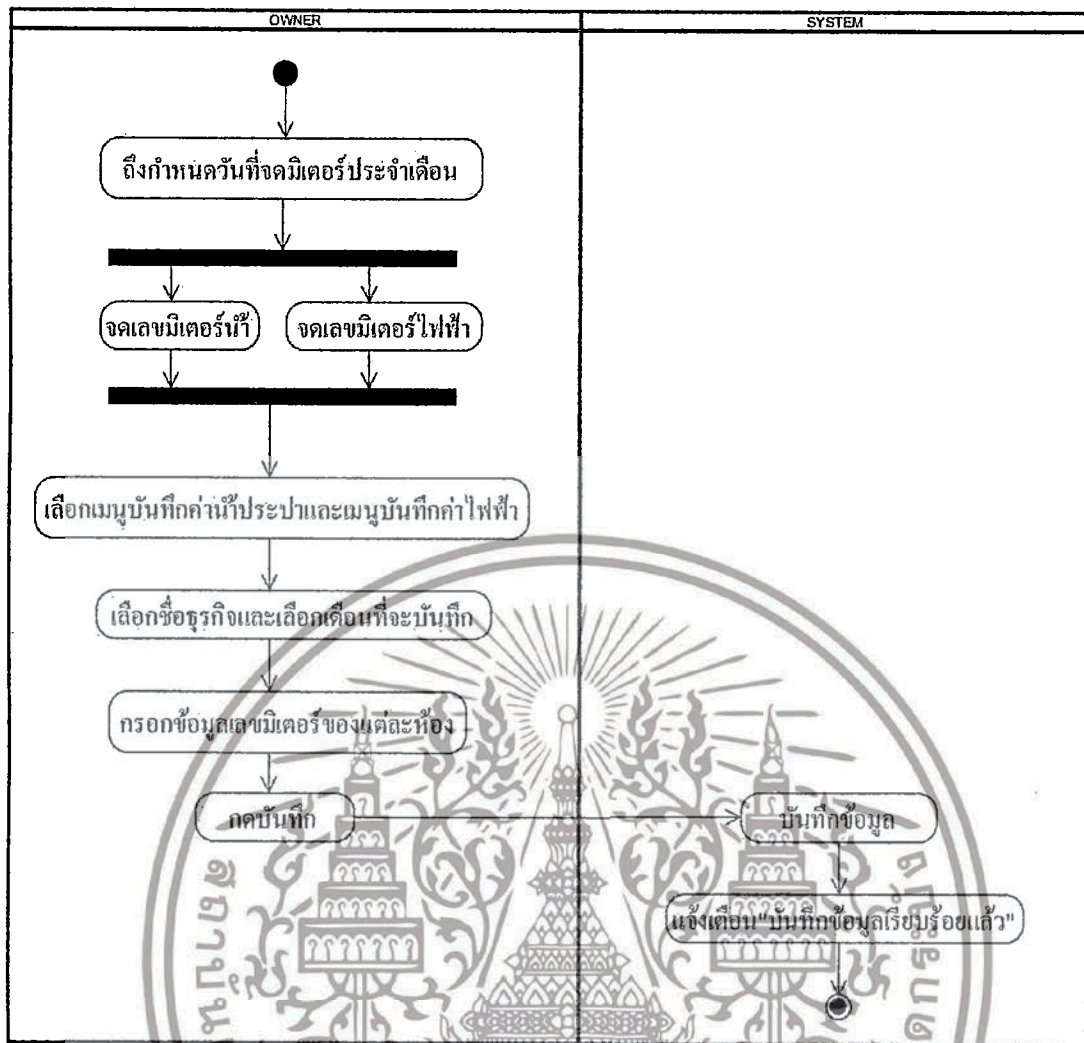 OWNER
SYSTEM
ถึงกำหนดวันที่จดมิเตอร์ประจำเดือน
จดเลขมิเตอร์น้ำ
จดเลขมิเตอร์ไฟฟ้า
เลือกเมนูบันทึกค่าน้ำประปาและเมนูบันทึกค่าไฟฟ้า
เลือกชื่อธุรกิจและเลือกเดือนที่จะบันทึก
กรอกข้อมูลเลขมิเตอร์ของแต่ละห้อง
กดบันทึก
บันทึกข้อมูล
แจ้งเตือน"บันทึกข้อมูลเรียบร้อยแล้ว"
สถาบัน